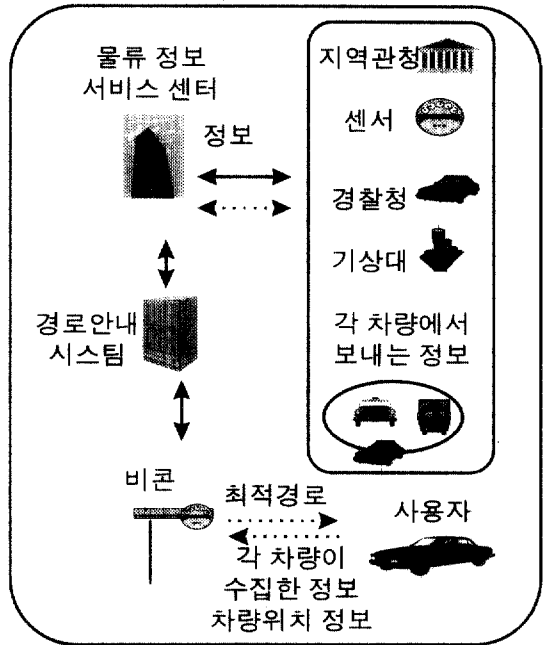 물류 정보
서비스 센터
정보
지역관청
센서
경찰청
기상대
각 차량에서
보내는 정보
경로안내
시스팀
비콘
최적경로
사용자
각 차량이
수집한 정보
차량위치 정보